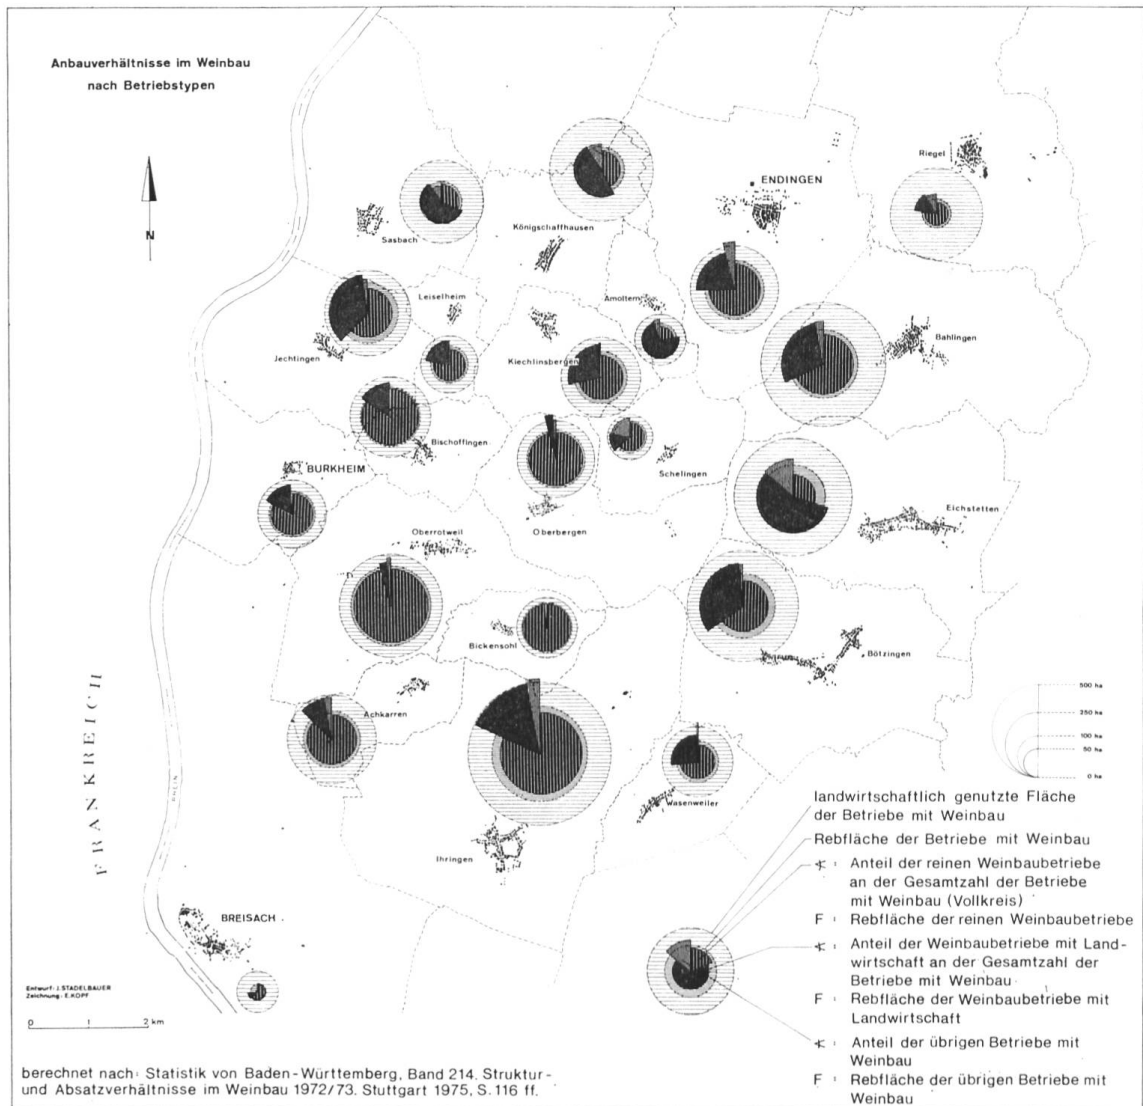 Anbauverhältnisse im Weinbau
nach Betriebstypen
N
Riegel
ENDINGEN
Königschaffhausen
Sasbach
Leiselheim
Amoltern
Jechtingen
Kiechlinsbergen
Bahlingen
Bischoffingen
BURKHEIM
Schelingen
Oberrotweil
Oberbergen
Eichstetten
Bickensohl
Bötzingen
Achkarren
FRANKREICH
RHEIN
Wasenweiler
Ihringen
BREISACH
500 ha
250 ha
100 ha
50 ha
0 ha
landwirtschaftlich genutzte Fläche
der Betriebe mit Weinbau
Rebfläche der Betriebe mit Weinbau
∢ : Anteil der reinen Weinbaubetriebe
an der Gesamtzahl der Betriebe
mit Weinbau (Vollkreis)
F : Rebfläche der reinen Weinbaubetriebe
∢ : Anteil der Weinbaubetriebe mit Land-
wirtschaft an der Gesamtzahl der
Betriebe mit Weinbau
F : Rebfläche der Weinbaubetriebe mit
Landwirtschaft
∢ : Anteil der übrigen Betriebe mit
Weinbau
F : Rebfläche der übrigen Betriebe mit
Weinbau
Entwurf: J. STADELBAUER
Zeichnung: E. KOPF
0 1 2 km
berechnet nach: Statistik von Baden-Württemberg, Band 214. Struktur-
und Absatzverhältnisse im Weinbau 1972/73. Stuttgart 1975, S. 116 ff.